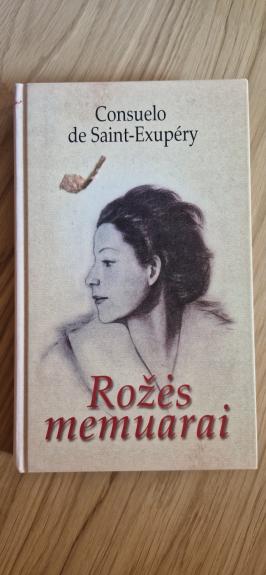 Consuelo
de Saint-Exupéry
Rožės
memuarai